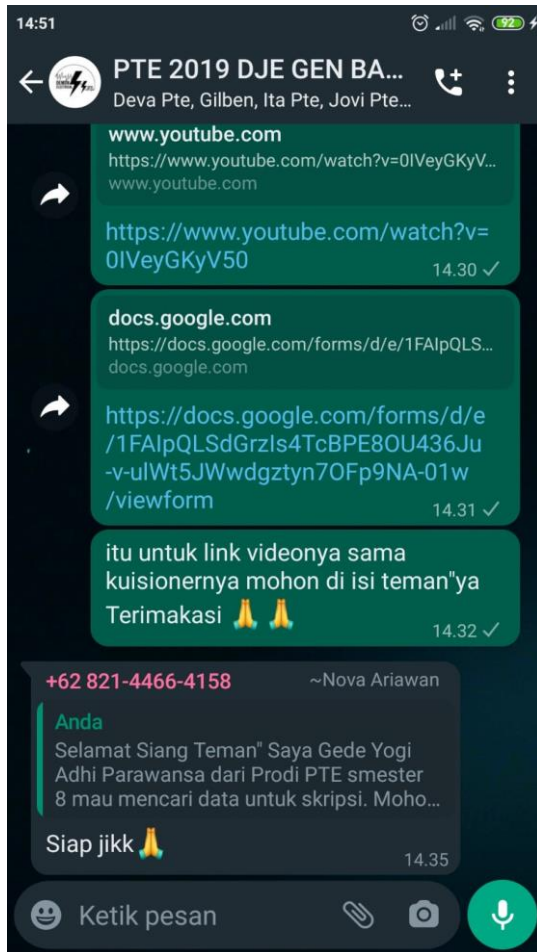 14:51
92
PTE 2019 DJE GEN BA...
Deva Pte, Gilben, Ita Pte, Jovi Pte...
www.youtube.com
https://www.youtube.com/watch?v=0IVeyGKyV...
www.youtube.com
https://www.youtube.com/watch?v=
0IVeyGKyV50
14.30
docs.google.com
https://docs.google.com/forms/d/e/1FAIpQLS...
docs.google.com
https://docs.google.com/forms/d/e
/1FAIpQLSdGrzIs4TcBPE8OU436Ju
-v-ulWt5JWwdgztyn7OFp9NA-01w
/viewform
14.31
itu untuk link videonya sama
kuisionernya mohon di isi teman"ya
Terimakasi 🙏 🙏
14.32
+62 821-4466-4158 ~Nova Ariawan
Anda
Selamat Siang Teman" Saya Gede Yogi
Adhi Parawansa dari Prodi PTE smester
8 mau mencari data untuk skripsi. Moho...
Siap jikk🙏
14.35
Ketik pesan